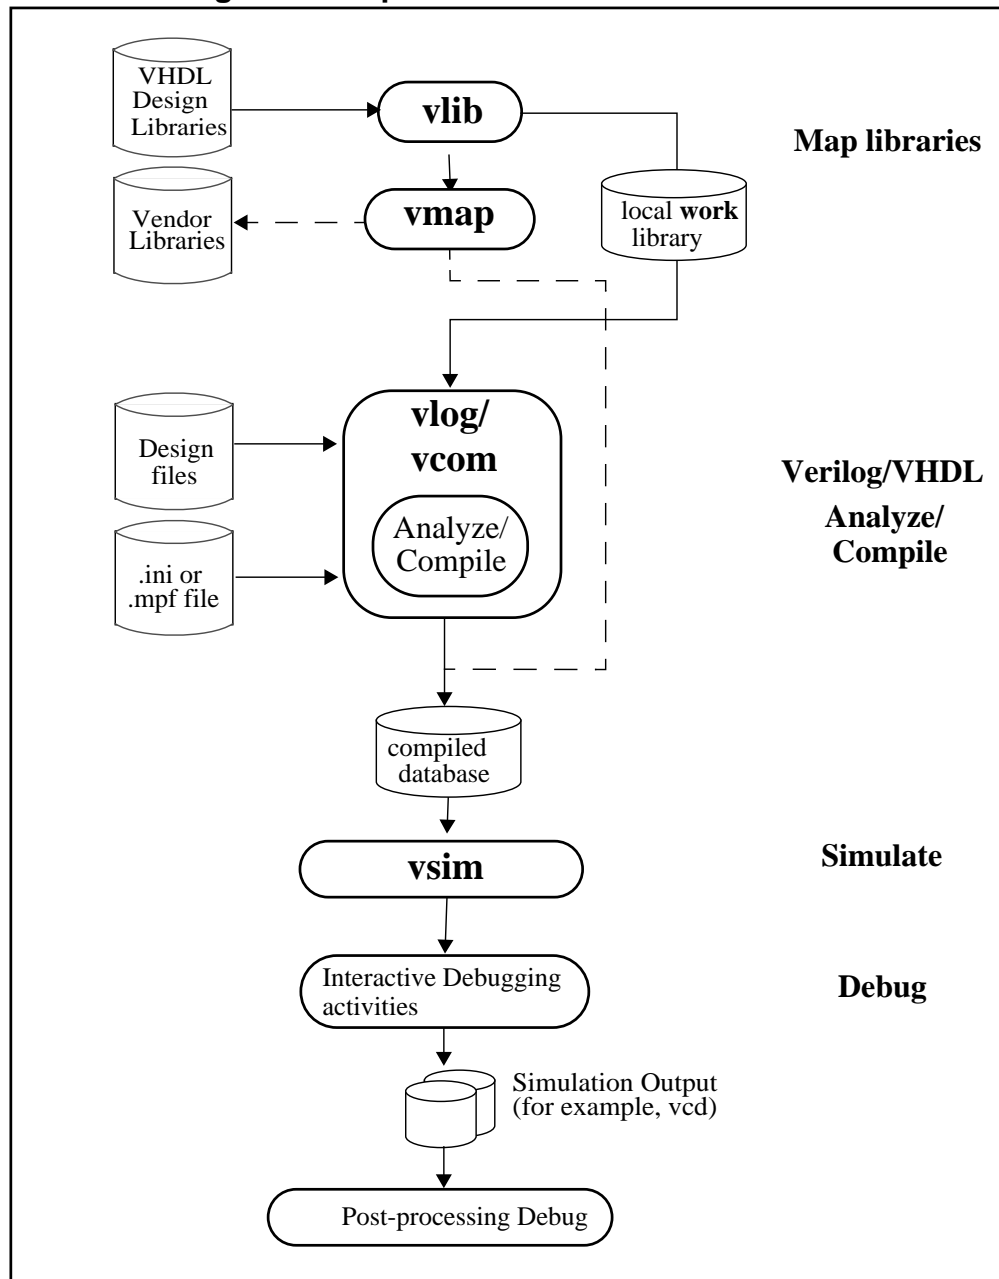 VHDL
Design
Libraries
vlib
Map libraries
Vendor
Libraries
vmap
local work
library
Design
files
vlog/
vcom
Analyze/
Compile
Verilog/VHDL
Analyze/
Compile
.ini or
.mpf file
compiled
database
vsim
Simulate
Interactive Debugging
activities
Debug
Simulation Output
(for example, vcd)
Post-processing Debug